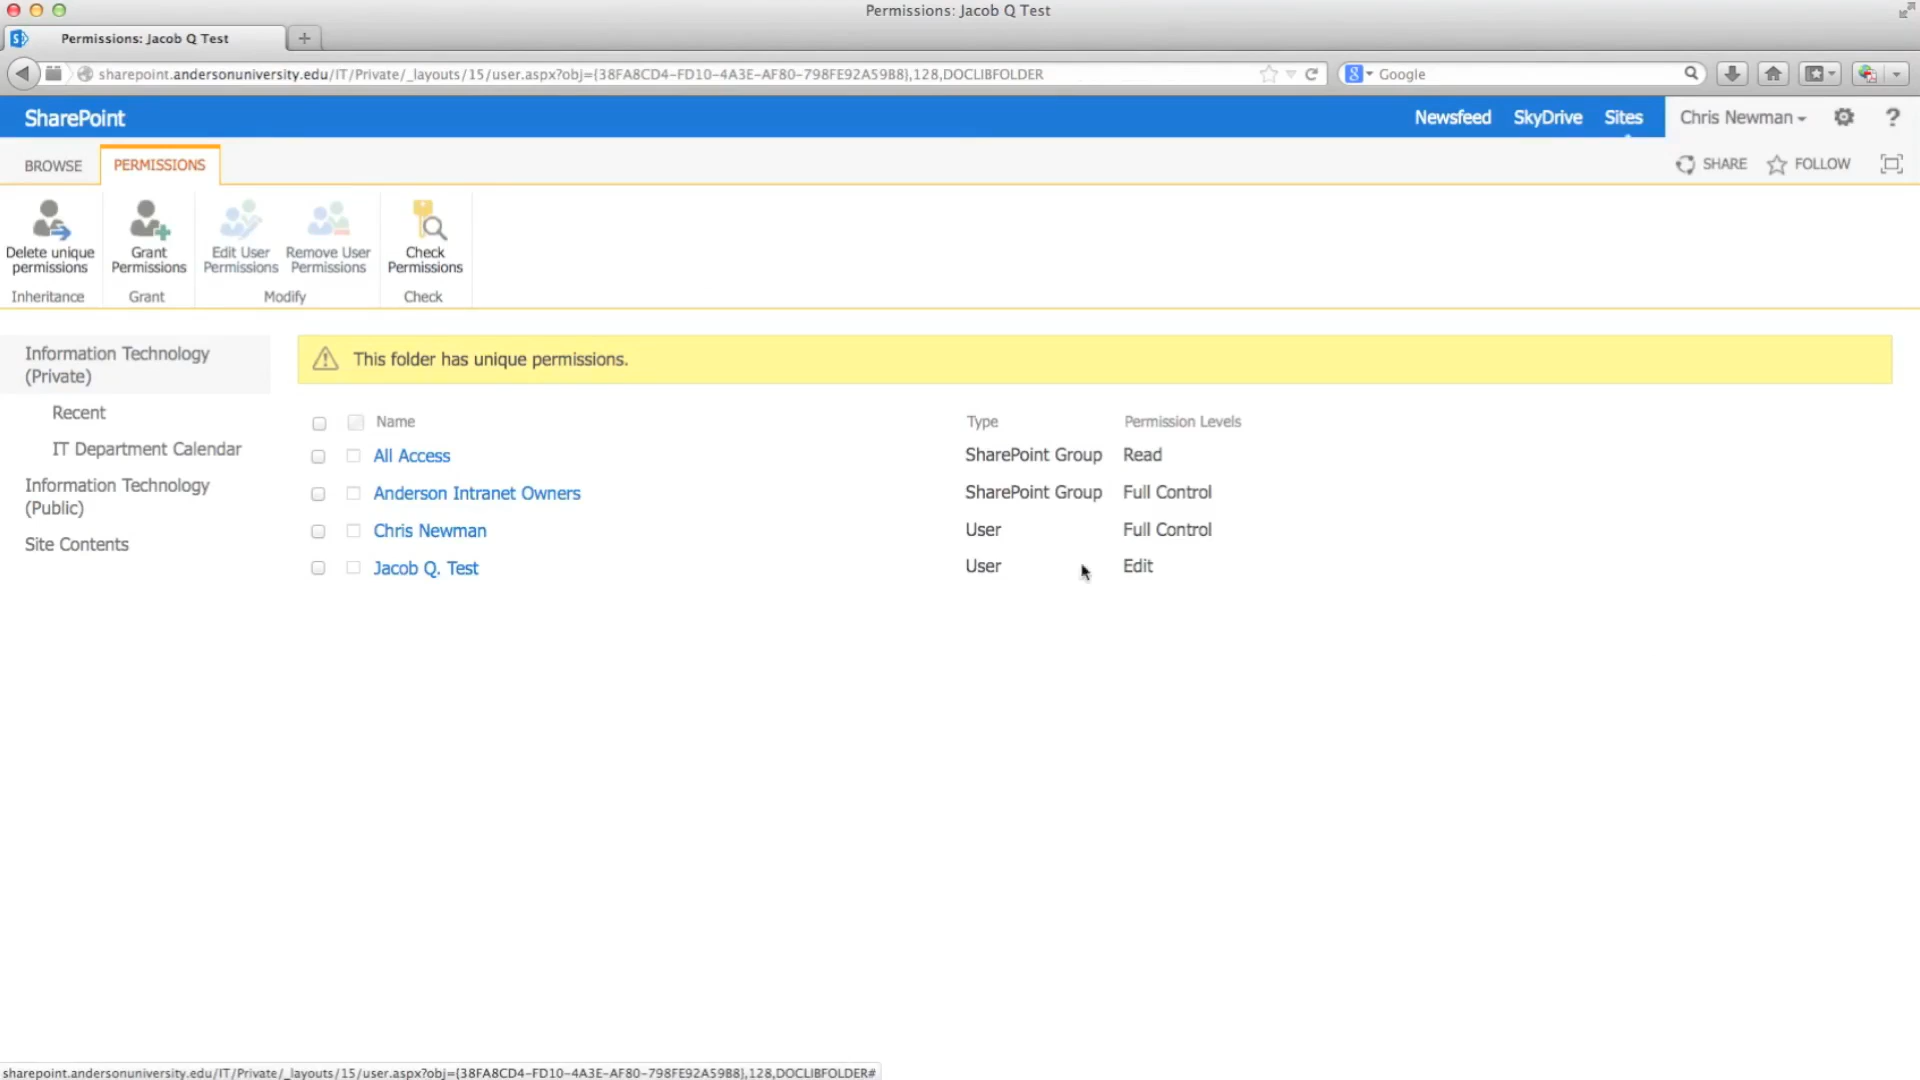 Permissions: Jacob Q Test
Permissions: Jacob Q Test
sharepoint.andersonuniversity.edu/IT/Private/_layouts/15/user.aspx?obj={38FA8CD4-FD10-4A3E-AF80-798FE92A59B8},128,DOCLIBFOLDER
Google
SharePoint
Newsfeed SkyDrive Sites Chris Newman ?
BROWSE PERMISSIONS SHARE FOLLOW
Delete unique permissions
Grant Permissions
Edit User Permissions
Remove User Permissions
Check Permissions
Inheritance Grant Modify Check
Information Technology
(Private)
Recent
IT Department Calendar
Information Technology
(Public)
Site Contents
This folder has unique permissions.
Name Type Permission Levels
All Access SharePoint Group Read
Anderson Intranet Owners SharePoint Group Full Control
Chris Newman User Full Control
Jacob Q. Test User Edit
sharepoint.andersonuniversity.edu/IT/Private/_layouts/15/user.aspx?obj={38FA8CD4-FD10-4A3E-AF80-798FE92A59B8},128,DOCLIBFOLDER#